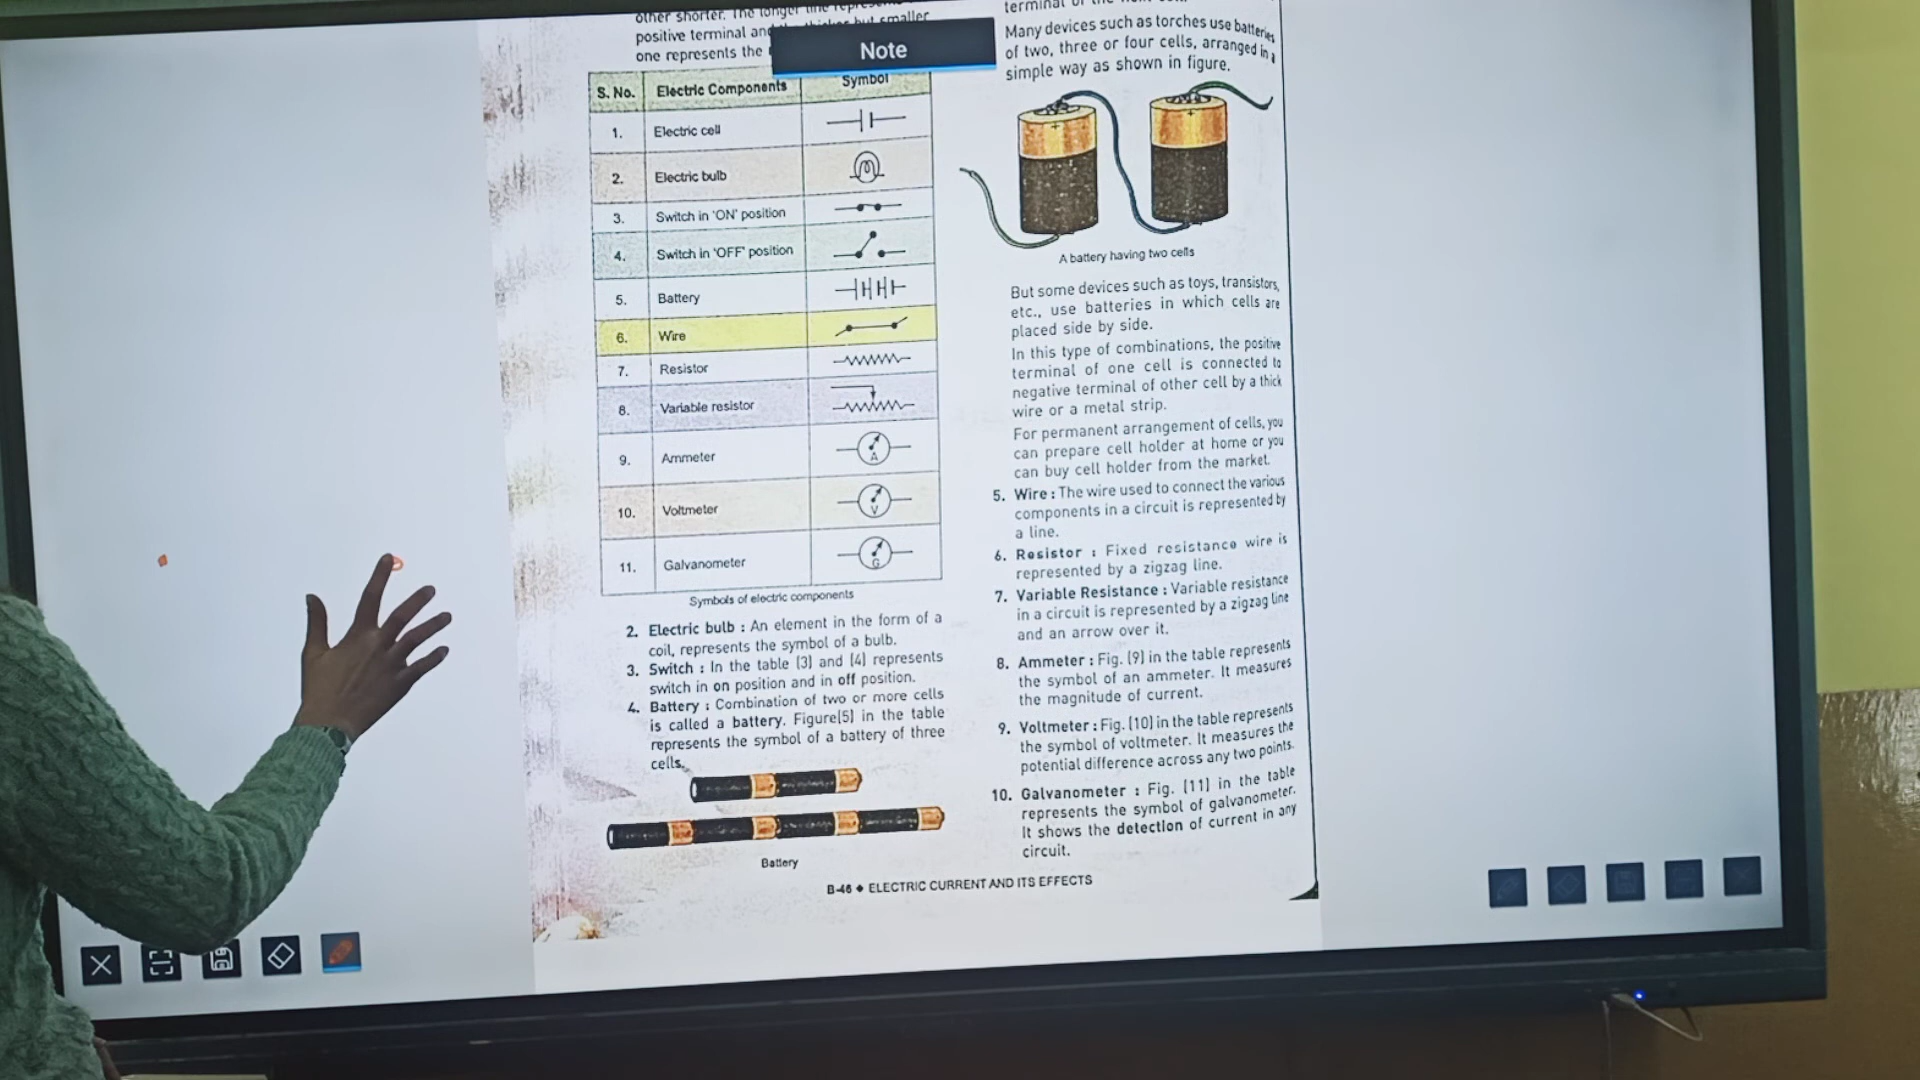 other shorter. The longer line
positive terminal and
one represents the
Note
S. No. Electric Components Symbol
1. Electric cell
2. Electric bulb
3. Switch in 'ON' position
4. Switch in 'OFF' position
5. Battery
6. Wire
7. Resistor
8. Variable resistor
9. Ammeter A
10. Voltmeter V
11. Galvanometer G
Symbols of electric components
2. Electric bulb : An element in the form of a
coil, represents the symbol of a bulb.
3. Switch : In the table (3) and (4) represents
switch in on position and in off position.
4. Battery : Combination of two or more cells
is called a battery. Figure(5) in the table
represents the symbol of a battery of three
cells.
Battery
Many devices such as torches use batteries
of two, three or four cells, arranged in a
simple way as shown in figure.
+ +
A battery having two cells
But some devices such as toys, transistors,
etc., use batteries in which cells are
placed side by side.
In this type of combinations, the positive
terminal of one cell is connected to
negative terminal of other cell by a thick
wire or a metal strip.
For permanent arrangement of cells, you
can prepare cell holder at home or you
can buy cell holder from the market.
5. Wire : The wire used to connect the various
components in a circuit is represented by
a line.
6. Resistor : Fixed resistance wire is
represented by a zigzag line.
7. Variable Resistance : Variable resistance
in a circuit is represented by a zigzag line
and an arrow over it.
8. Ammeter : Fig. (9) in the table represents
the symbol of an ammeter. It measures
the magnitude of current.
9. Voltmeter : Fig. (10) in the table represents
the symbol of voltmeter. It measures the
potential difference across any two points.
10. Galvanometer : Fig. (11) in the table
represents the symbol of galvanometer.
It shows the detection of current in any
circuit.
B-46 ◆ ELECTRIC CURRENT AND ITS EFFECTS